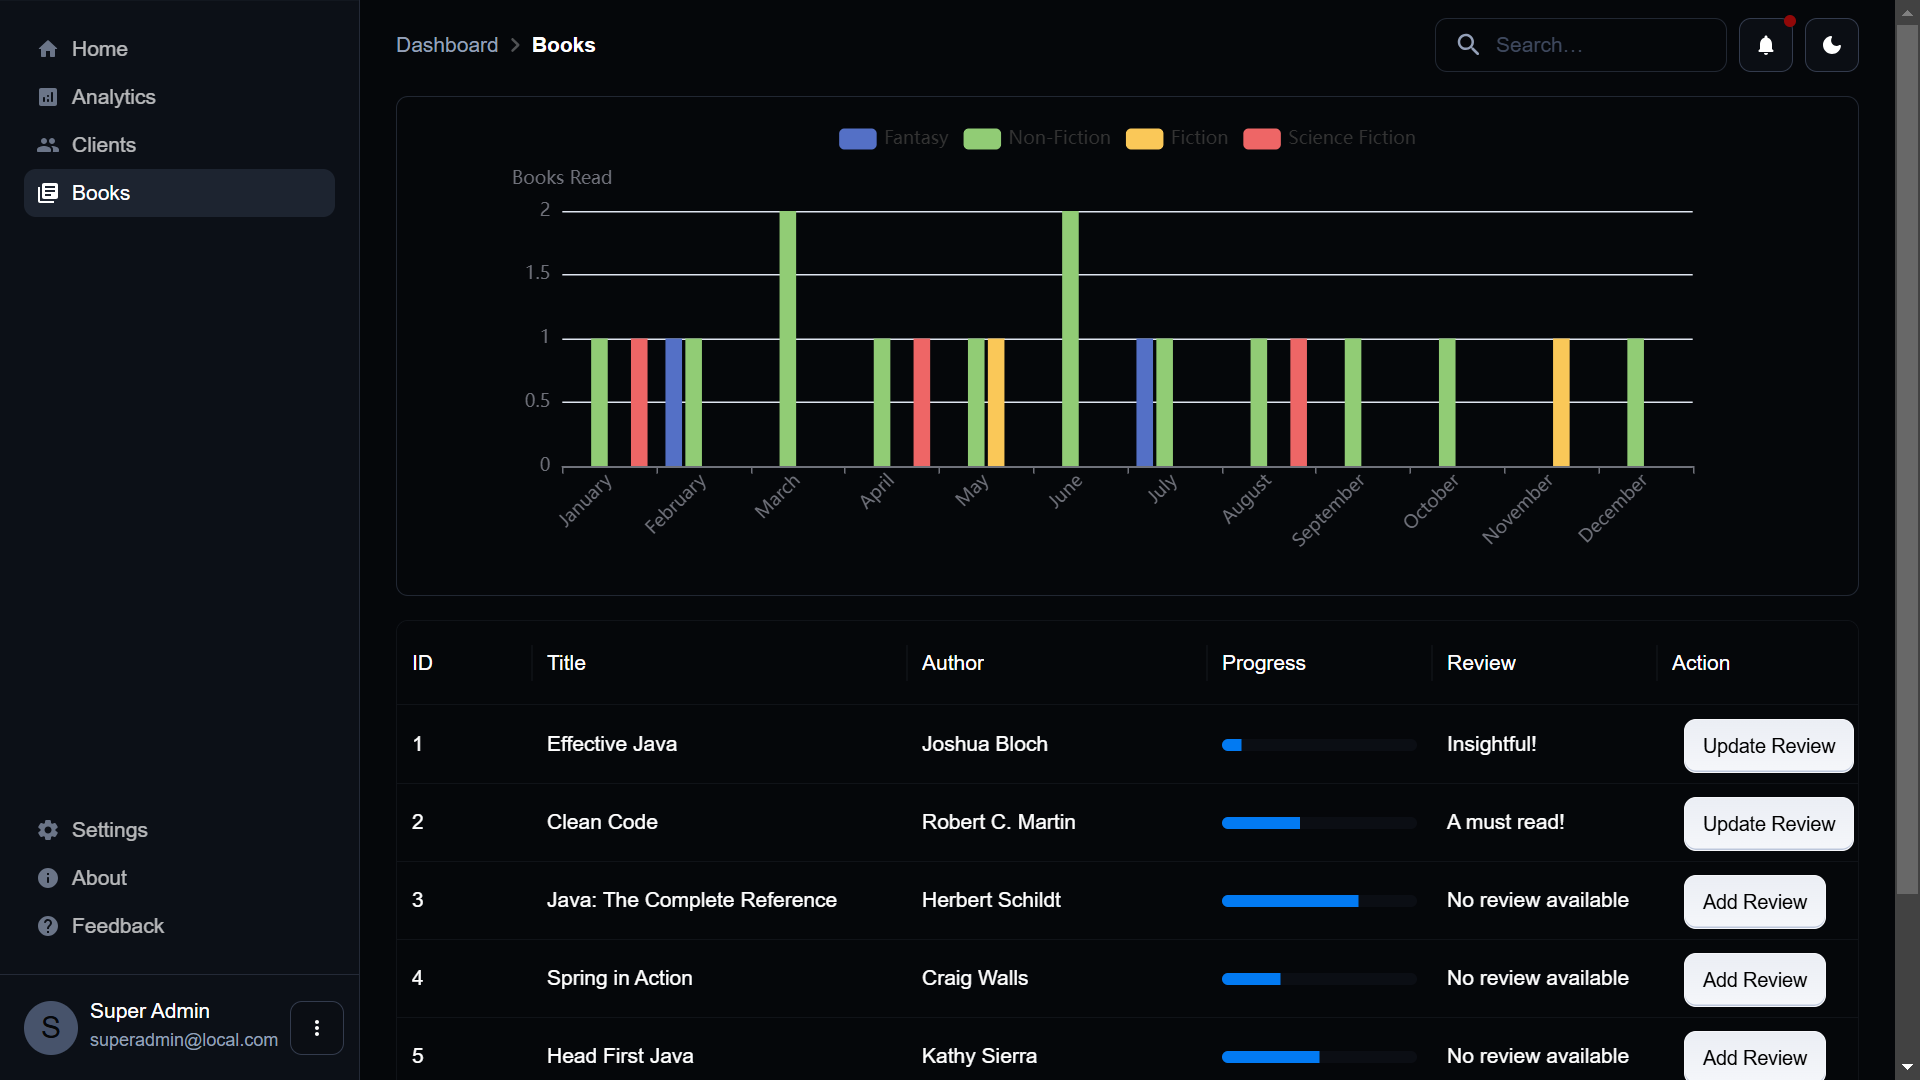 Home
Analytics
Clients
Books
Settings
About
Feedback
S
Super Admin
superadmin@local.com
Dashboard > Books
Search…
Fantasy Non-Fiction Fiction Science Fiction
Books Read
2
1.5
1
0.5
0
January February March April May June July August September October November December
ID Title Author Progress Review Action
1 Effective Java Joshua Bloch Insightful! Update Review
2 Clean Code Robert C. Martin A must read! Update Review
3 Java: The Complete Reference Herbert Schildt No review available Add Review
4 Spring in Action Craig Walls No review available Add Review
5 Head First Java Kathy Sierra No review available Add Review